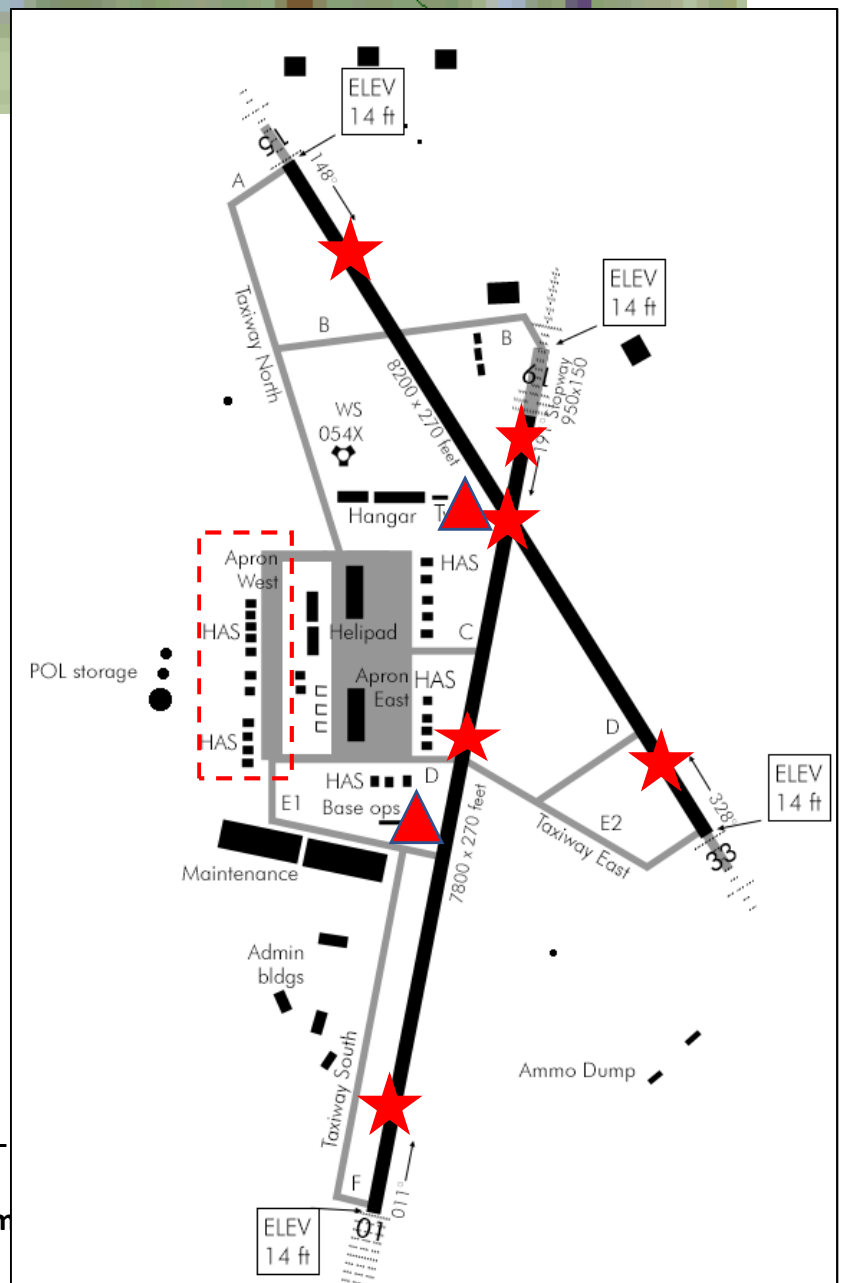 ELEV
14 ft
15
148°
A
ELEV
14 ft
Taxiway North
B
B
19
Stopway
950x150
191°
8200 x 270 feet
WS
054X
Hangar
HAS
Apron
West
HAS
Helipad
C
POL storage
Apron
East
HAS
HAS
D
ELEV
14 ft
HAS
D
E1
Base ops
328°
E2
Taxiway East
33
7800 x 270 feet
Maintenance
Admin
bldgs
Taxiway South
Ammo Dump
F
011°
01
ELEV
14 ft